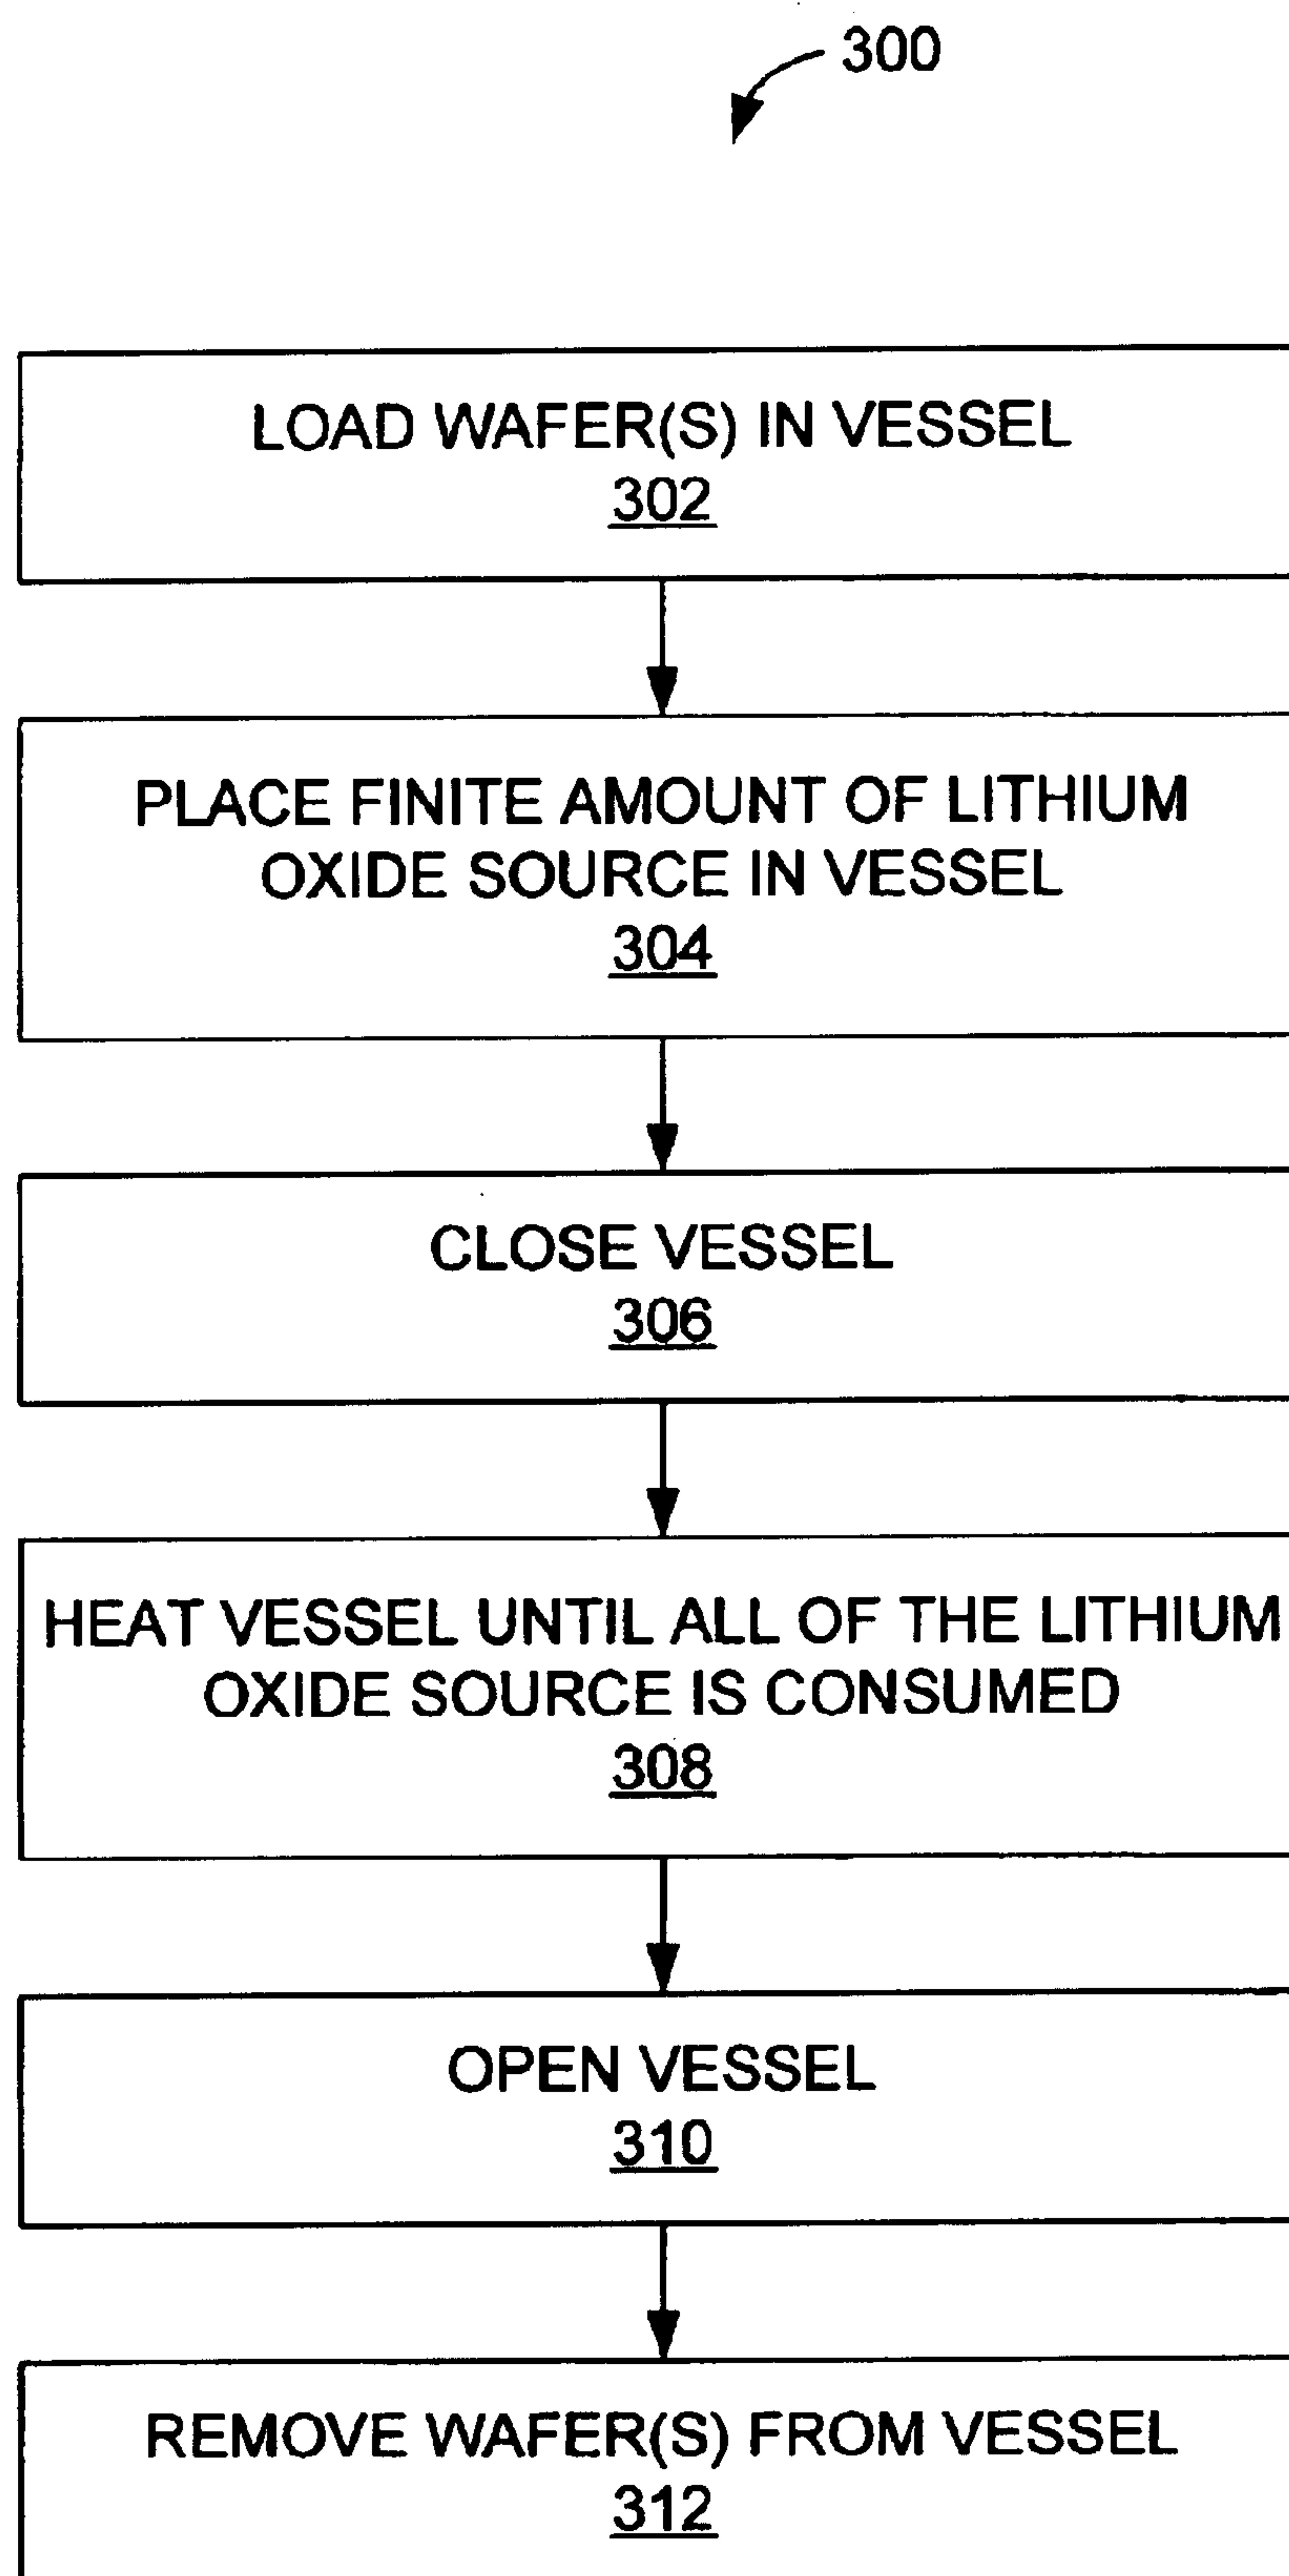 300
LOAD WAFER(S) IN VESSEL
302
PLACE FINITE AMOUNT OF LITHIUM
OXIDE SOURCE IN VESSEL
304
CLOSE VESSEL
306
HEAT VESSEL UNTIL ALL OF THE LITHIUM
OXIDE SOURCE IS CONSUMED
308
OPEN VESSEL
310
REMOVE WAFER(S) FROM VESSEL
312